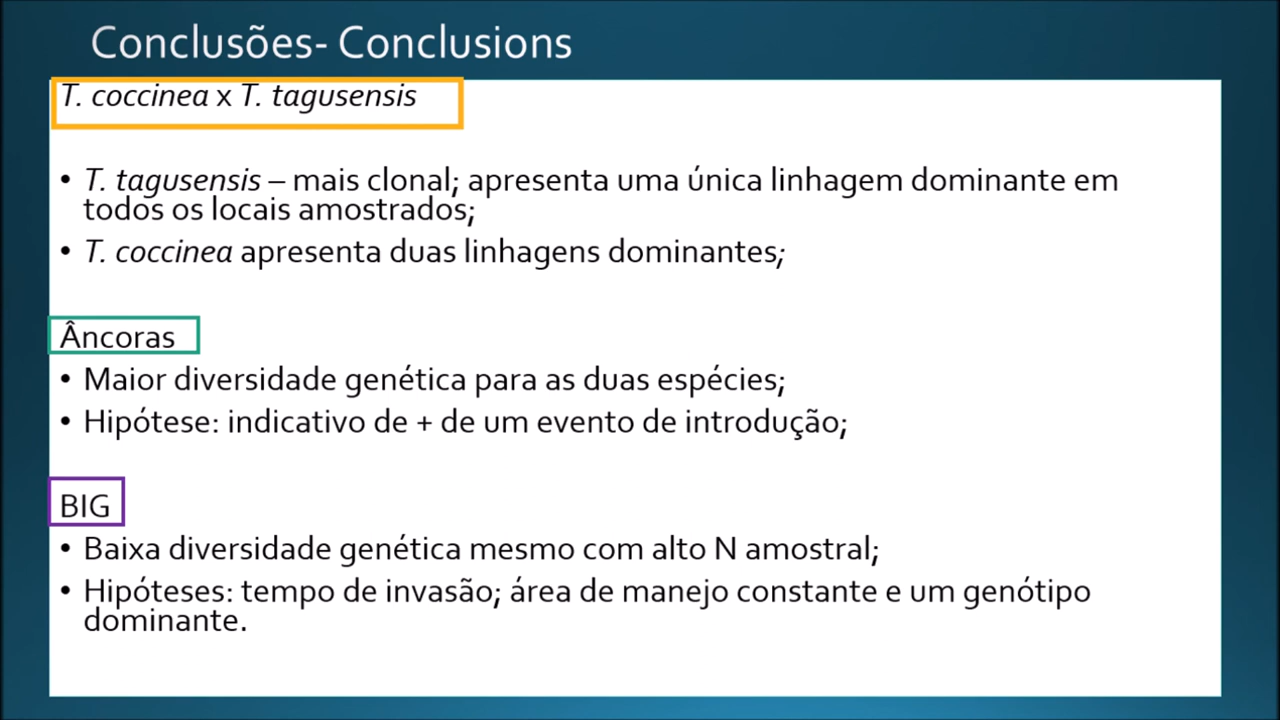 Conclusões- Conclusions
T. coccinea x T. tagusensis
• T. tagusensis – mais clonal; apresenta uma única linhagem dominante em
todos os locais amostrados;
• T. coccinea apresenta duas linhagens dominantes;
Âncoras
• Maior diversidade genética para as duas espécies;
• Hipótese: indicativo de + de um evento de introdução;
BIG
• Baixa diversidade genética mesmo com alto N amostral;
• Hipóteses: tempo de invasão; área de manejo constante e um genótipo
dominante.